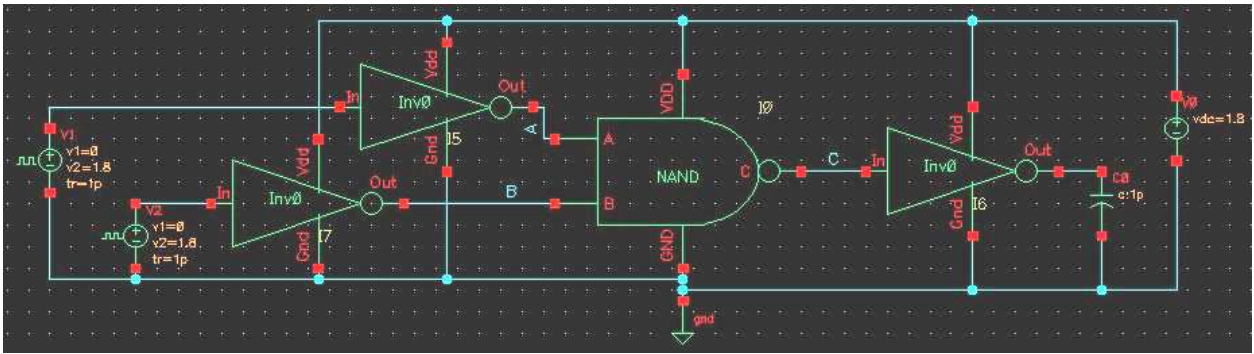 In
Inv0
Vdd
Gnd
Out
I5
A
V1
v1=0
v2=1.8
tr=1p
V2
v1=0
v2=1.8
tr=1p
In
Inv0
Vdd
Gnd
Out
I7
B
VDD
I0
A
B
NAND
C
GND
gnd
C
In
Inv0
Vdd
Gnd
Out
I6
c0
c:1p
V0
vdc=1.8